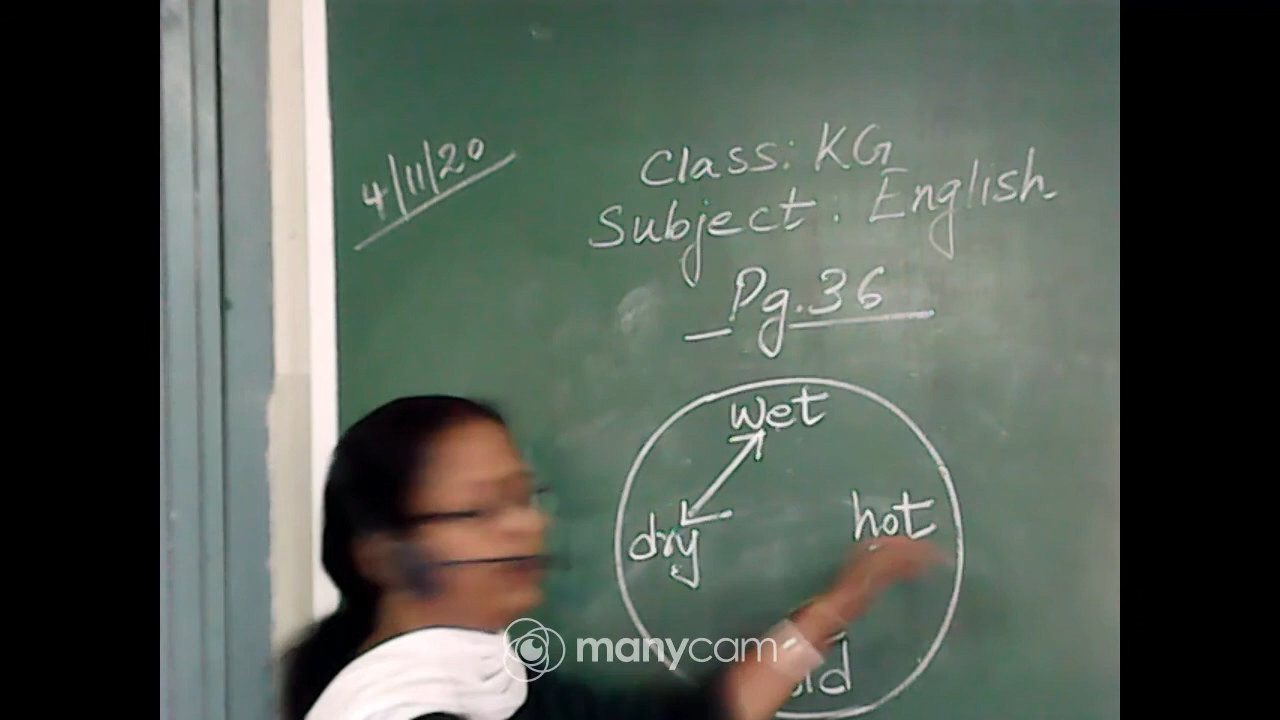 4/11/20
Class: KG
Subject: English
Pg.36
wet
hot
dry
manycam